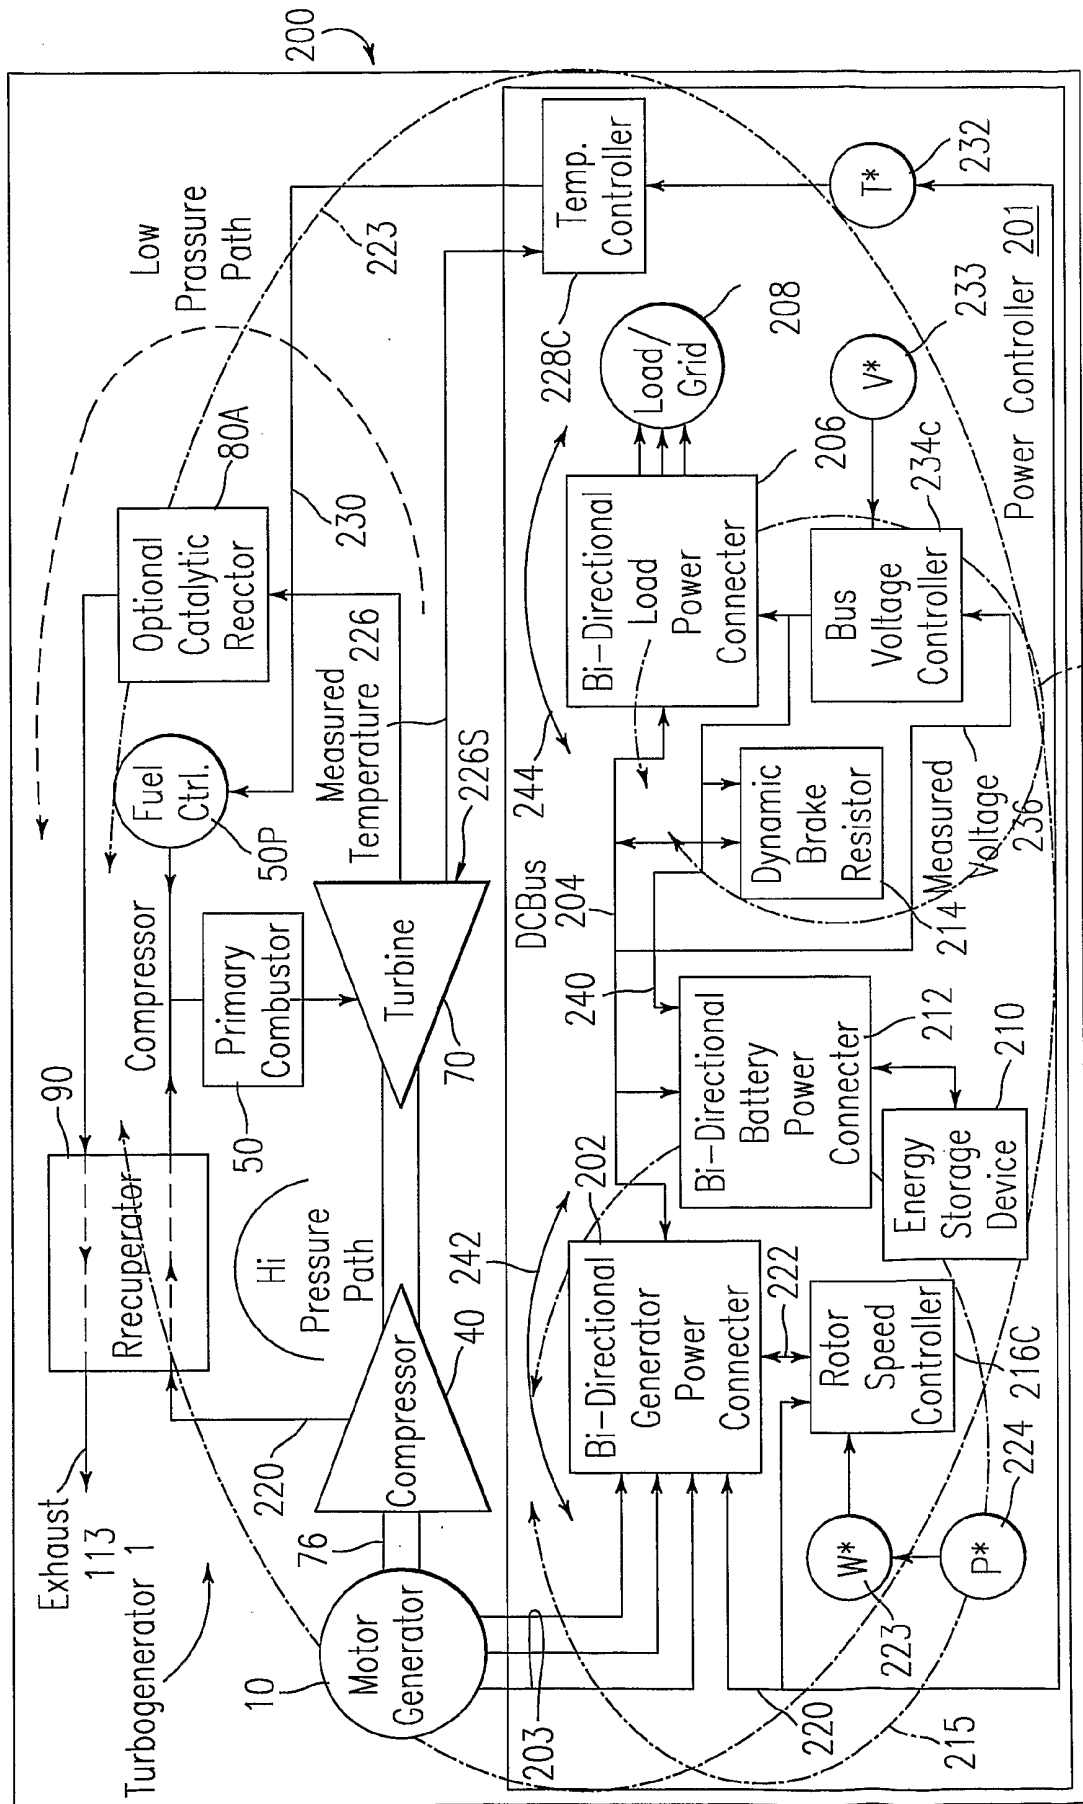 200
Exhaust
113
Turbogenerator 1
Rrecuperator
90
Compressor
Fuel
Ctrl.
50P
Optional
Catalytic
Reactor
80A
Low
Prassure
Path
223
230
Hi
Pressure
Path
Primary
Combustor
50
Measured
Temperature 226
226S
10
Motor
Generator
76
220
Compressor
40
242
Turbine
70
203
DCBus
204
240
244
Bi-Directional
Generator
Power
Connecter
202
222
Bi-Directional
Battery Power
Connecter
212
Energy
Storage
Device
210
Dynamic
Brake
Resistor
214
Bi-Directional
Load
Power
Connecter
206
Load/
Grid
208
Temp.
Controller
228C
T*
232
V*
233
Bus
Voltage
Controller
234c
Measured
Voltage
236
Power Controller 201
Rotor
Speed
Controller
216C
W*
223
P*
224
220
215